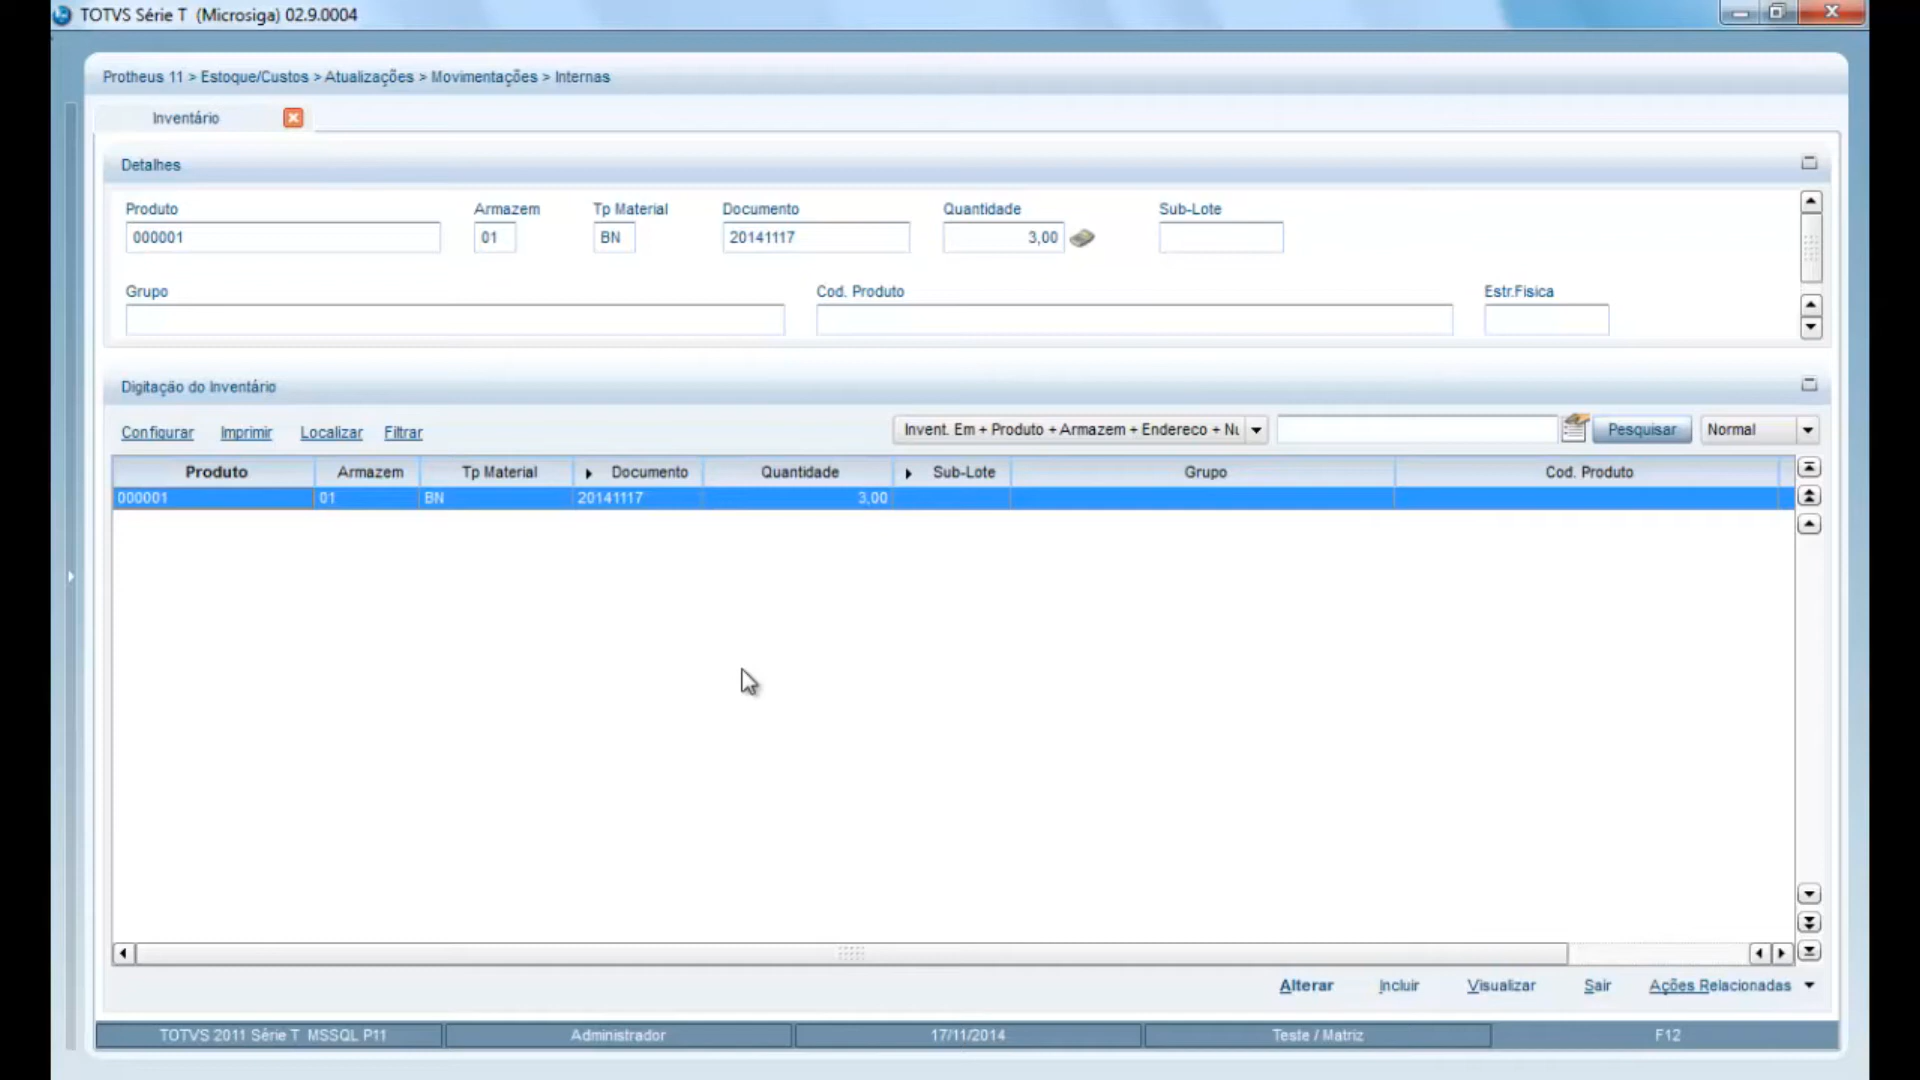 TOTVS Série T (Microsiga) 02.9.0004
Protheus 11 > Estoque/Custos > Atualizações > Movimentações > Internas
Inventário
Detalhes
Produto Armazem Tp Material Documento Quantidade Sub-Lote
000001 01 BN 20141117 3,00
Grupo Cod. Produto Estr.Fisica
Digitação do Inventário
Configurar Imprimir Localizar Filtrar Invent. Em + Produto + Armazem + Endereco + Nu Pesquisar Normal
Produto Armazem Tp Material Documento Quantidade Sub-Lote Grupo Cod. Produto
000001 01 BN 20141117 3,00
Alterar Incluir Visualizar Sair Ações Relacionadas
TOTVS 2011 Série T MSSQL P11 Administrador 17/11/2014 Teste / Matriz F12